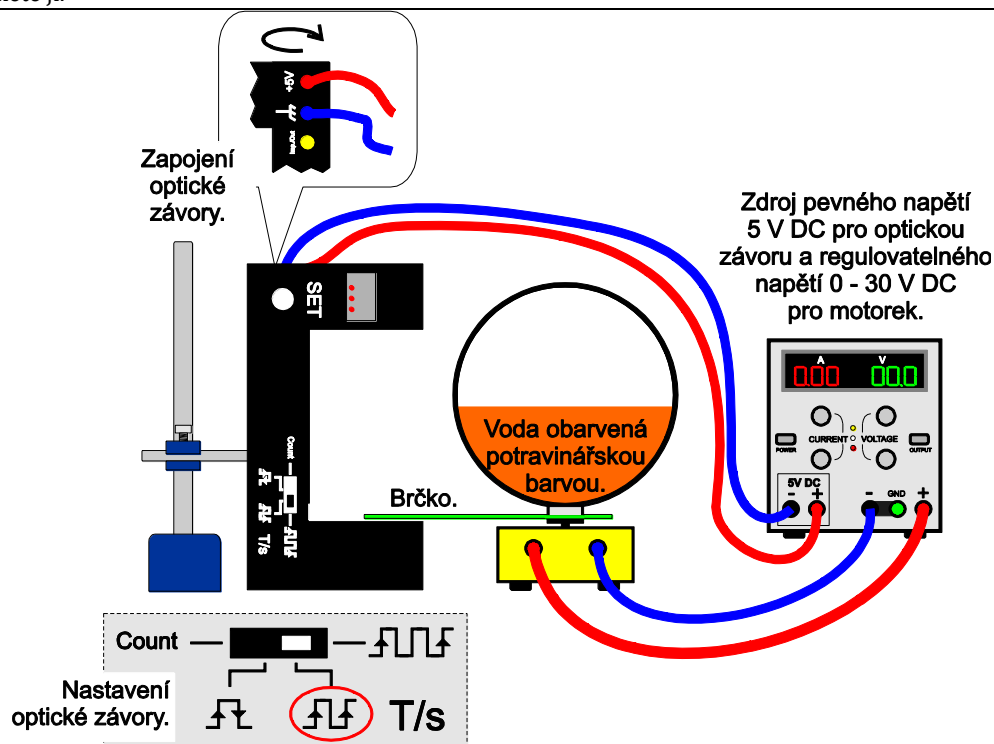 +5V
Zapojení
optické
závory.
Zdroj pevného napětí
5 V DC pro optickou
závoru a regulovatelného
napětí 0 - 30 V DC
pro motorek.
SET
A V
0.00 00.0
CURRENT VOLTAGE
POWER OUTPUT
5V DC
- + - GND +
Voda obarvená
potravinářskou
barvou.
Brčko.
Count
T/s
Count
Nastavení
optické závory.
T/s